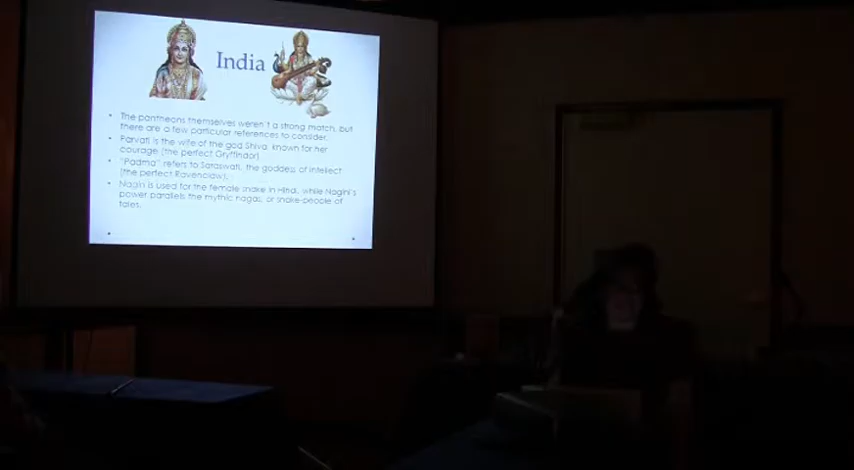 India
• The pantheons themselves weren't a strong match, but
there are a few particular references to consider.
• Parvati is the wife of the god Shiva, known for her
courage (the perfect Gryffindor)
• "Padma" refers to Saraswati, the goddess of intellect
(the perfect Ravenclaw).
• Nagin is used for the female snake in Hindi, while Nagini's
power parallels the mythic nagas, or snake-people of
tales.